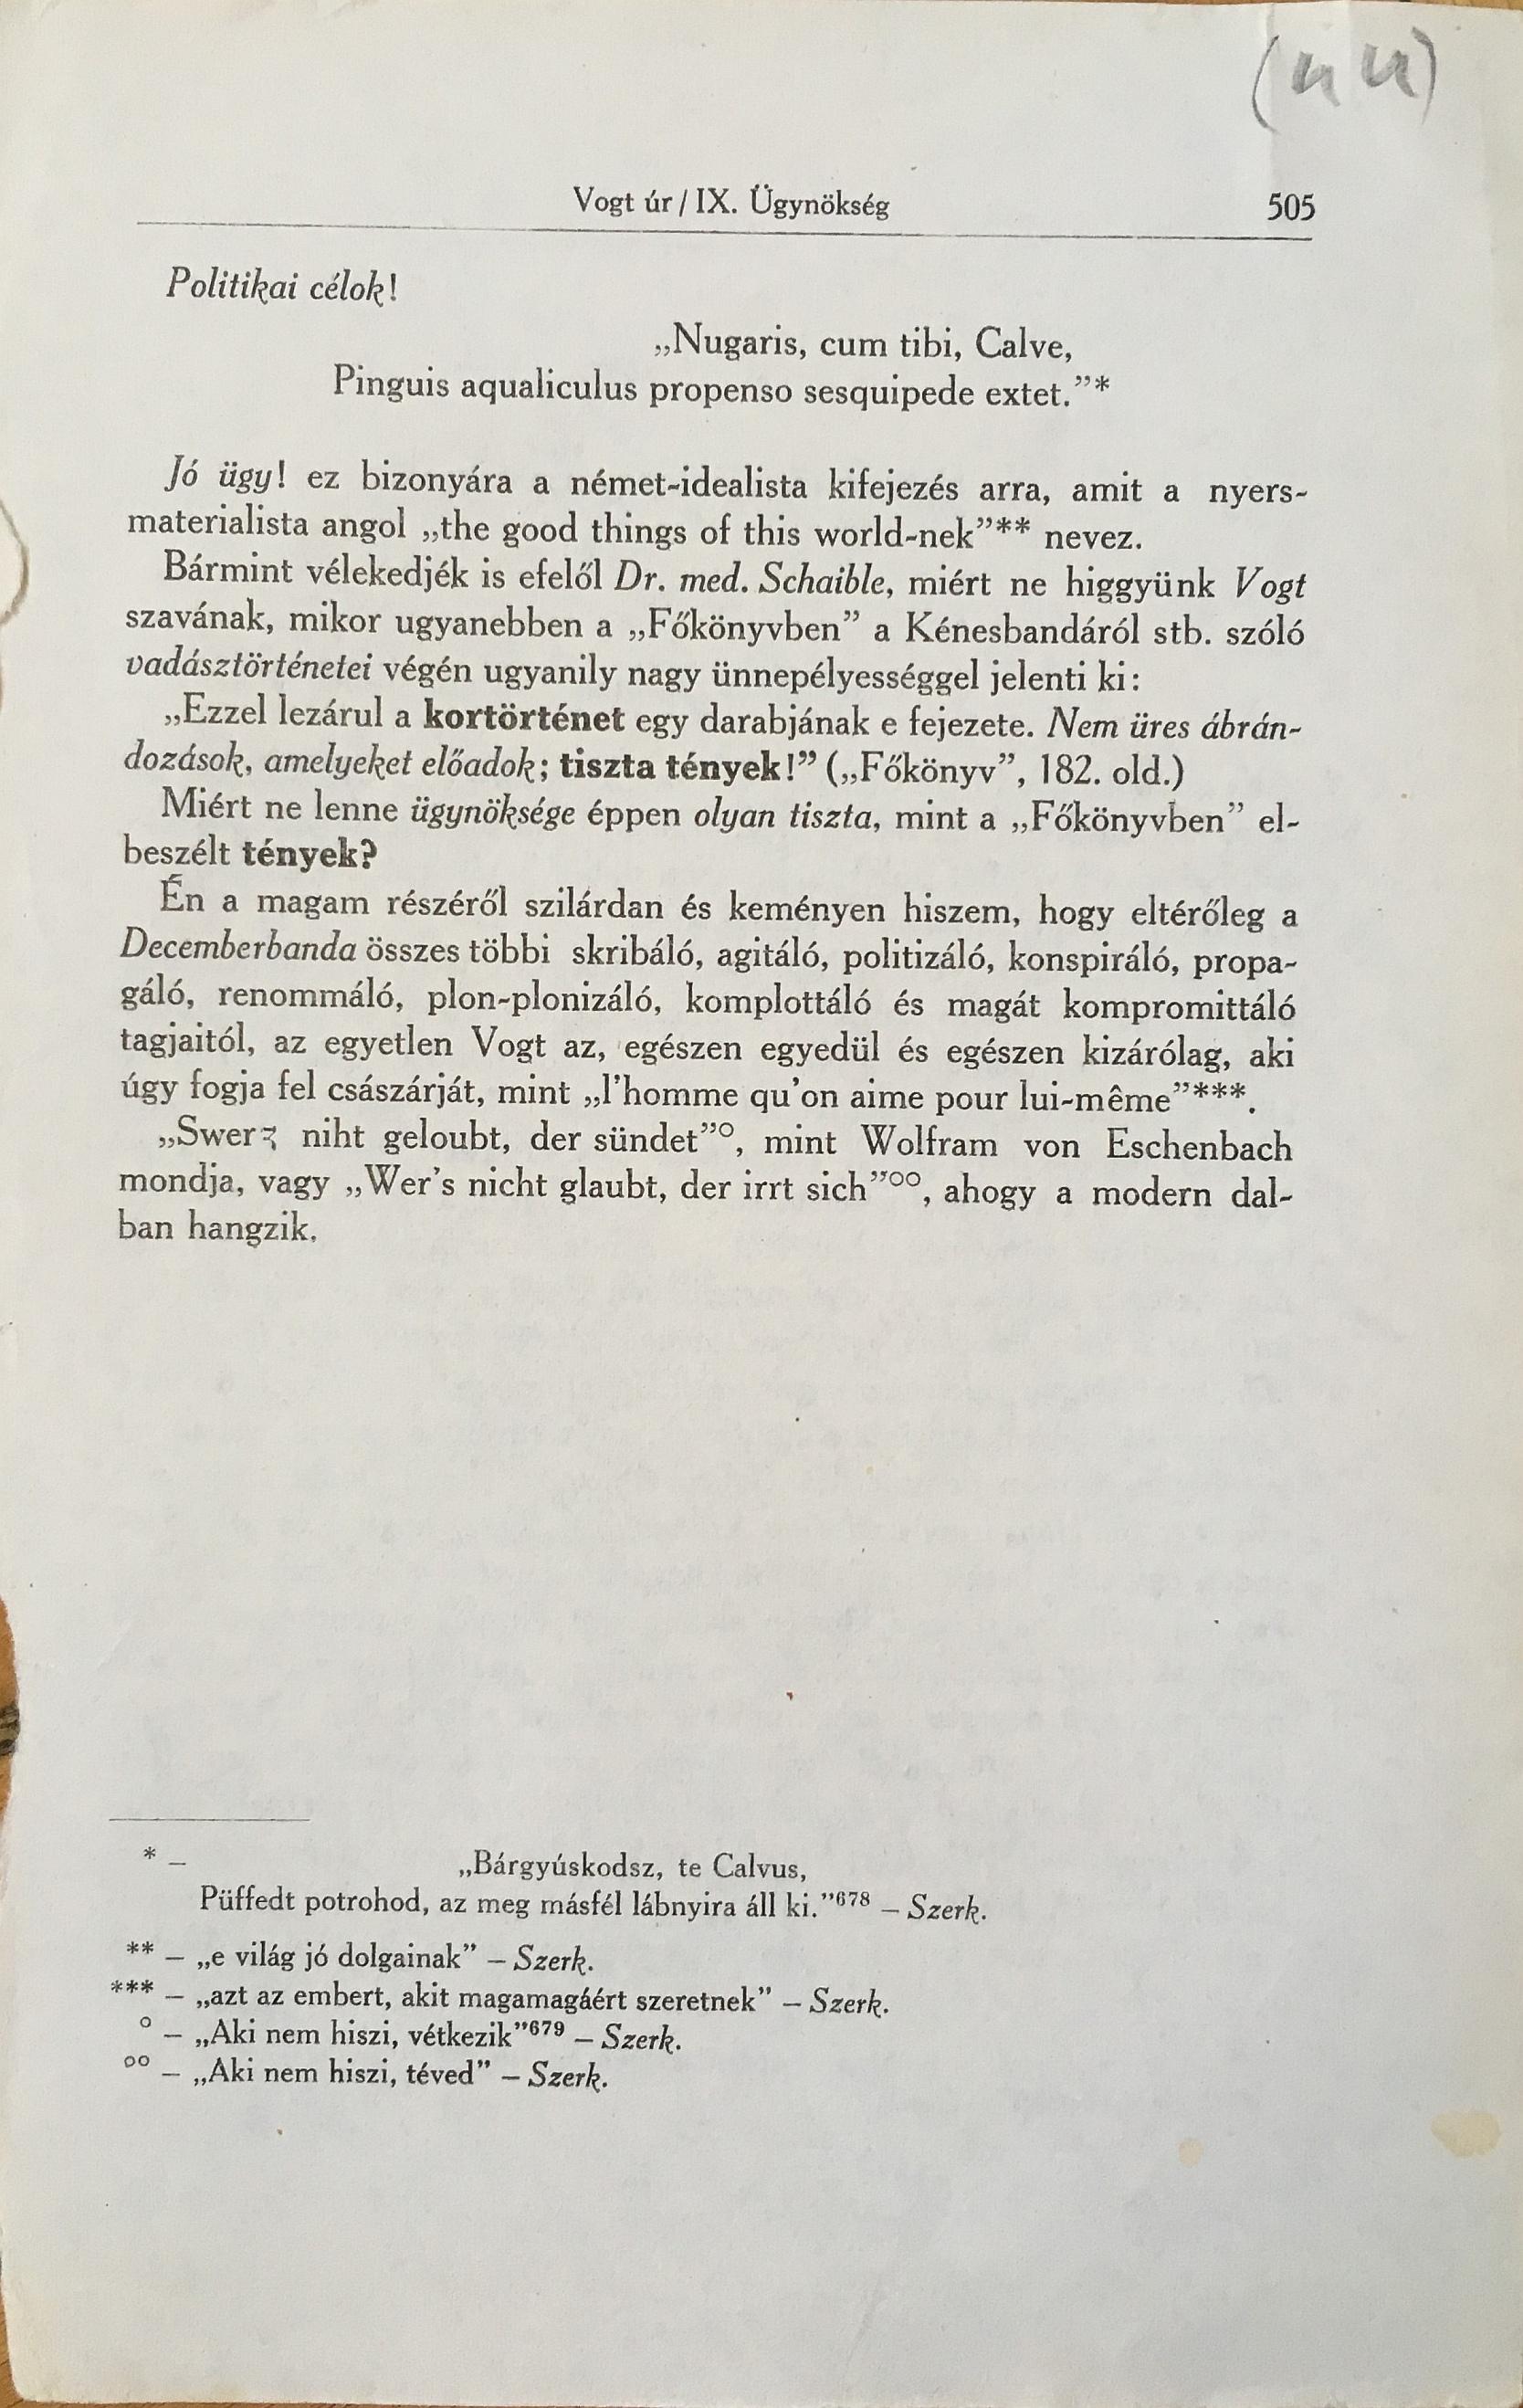 Vogt úr / IX. Ügynökség 505
Politikai célok!
„Nugaris, cum tibi, Calve,
Pinguis aqualiculus propenso sesquipede extet.”*
Jó ügy! ez bizonyára a német-idealista kifejezés arra, amit a nyers-
materialista angol „the good things of this world-nek”** nevez.
Bármint vélekedjék is efelől Dr. med. Schaible, miért ne higgyünk Vogt
szavának, mikor ugyanebben a „Főkönyvben” a Kénesbandáról stb. szóló
vadásztörténetei végén ugyanily nagy ünnepélyességgel jelenti ki:
„Ezzel lezárul a kortörténet egy darabjának e fejezete. Nem üres ábrán-
dozások, amelyeket előadok; tiszta tények!” („Főkönyv”, 182. old.)
Miért ne lenne ügynöksége éppen olyan tiszta, mint a „Főkönyvben” el-
beszélt tények?
Én a magam részéről szilárdan és keményen hiszem, hogy eltérőleg a
Decemberbanda összes többi skribáló, agitáló, politizáló, konspiráló, propa-
gáló, renommáló, plon-plonizáló, komplottáló és magát kompromittáló
tagjaitól, az egyetlen Vogt az, egészen egyedül és egészen kizárólag, aki
úgy fogja fel császárját, mint „l’homme qu’on aime pour lui-même”***.
„Swerꝫ niht geloubt, der sündet”°, mint Wolfram von Eschenbach
mondja, vagy „Wer’s nicht glaubt, der irrt sich”°°, ahogy a modern dal-
ban hangzik.
* – „Bárgyúskodsz, te Calvus,
Püffedt potrohod, az meg másfél lábnyira áll ki.”⁶⁷⁸ – Szerk.
** – „e világ jó dolgainak” – Szerk.
*** – „azt az embert, akit magamagáért szeretnek” – Szerk.
° – „Aki nem hiszi, vétkezik”⁶⁷⁹ – Szerk.
°° – „Aki nem hiszi, téved” – Szerk.